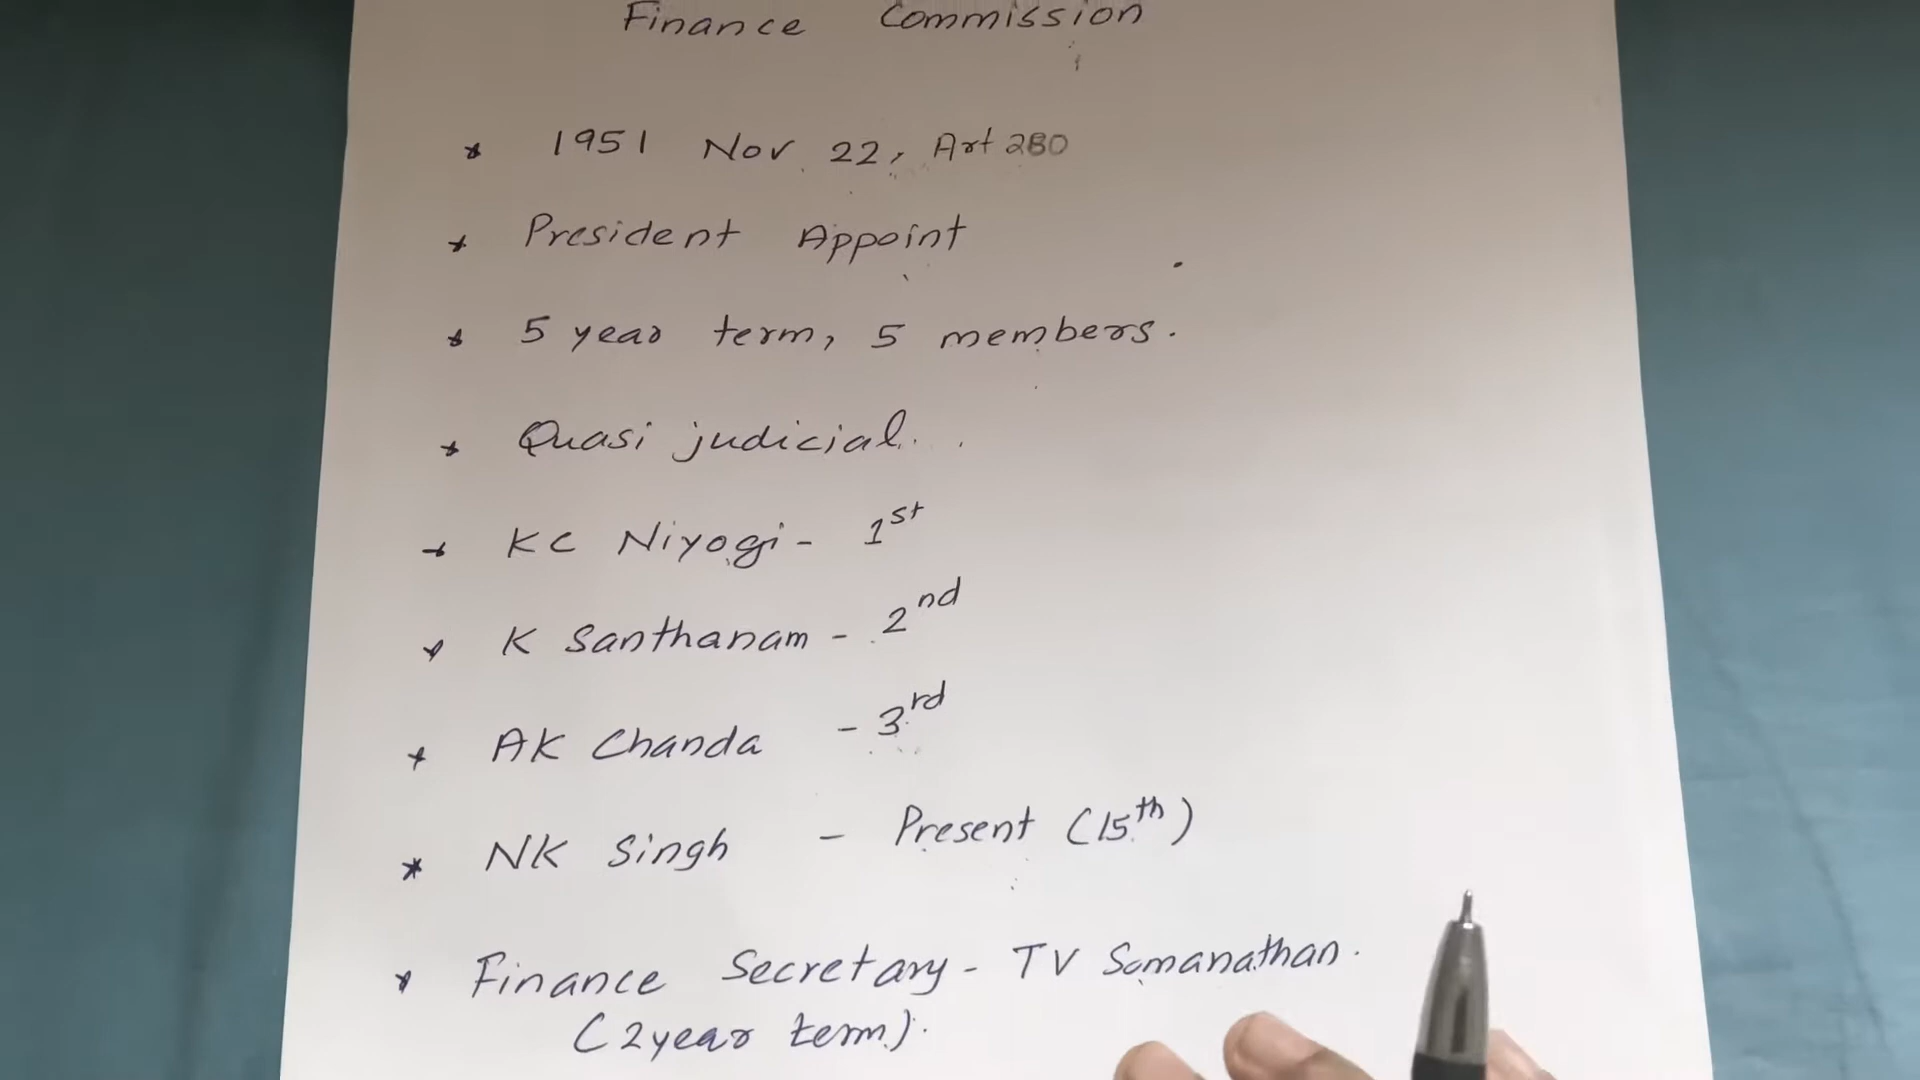 Finance Commission
* 1951 Nov 22, Art 280
* President Appoint
* 5 year term, 5 members.
* Quasi judicial.
* KC Niyogi - 1st
* K Santhanam - 2nd
* AK Chanda - 3rd
* NK Singh - Present (15th)
* Finance Secretary - TV Somanathan.
(2 year term).